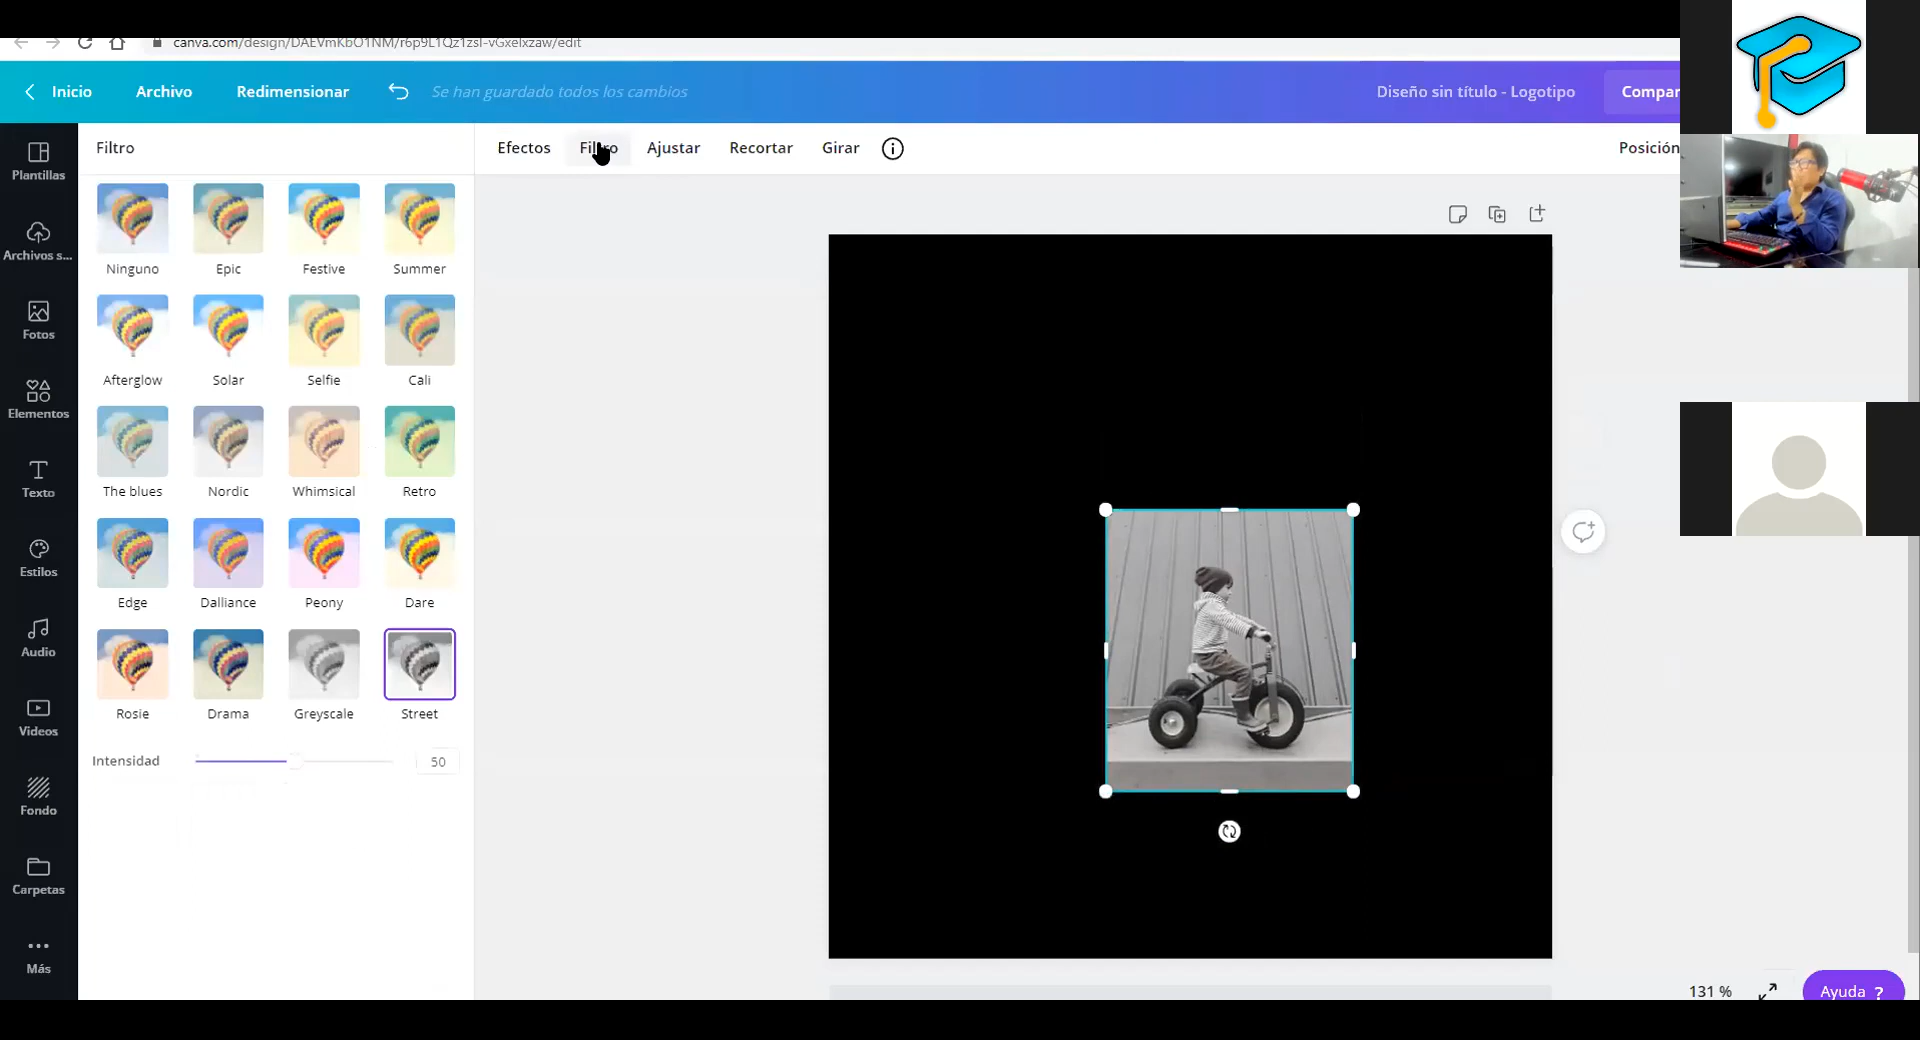 canva.com/design/DAEVmKbO1NM/r6p9L1Qz1zsI-vGxelxzaw/edit
Inicio
Archivo
Redimensionar
Se han guardado todos los cambios
Diseño sin título - Logotipo
Compar
Filtro
Efectos
Filtro
Ajustar
Recortar
Girar
Posición
Plantillas
Archivos s...
Fotos
Elementos
Texto
Estilos
Audio
Videos
Fondo
Carpetas
Más
Ninguno Epic Festive Summer
Afterglow Solar Selfie Cali
The blues Nordic Whimsical Retro
Edge Dalliance Peony Dare
Rosie Drama Greyscale Street
Intensidad 50
131 %
Ayuda ?